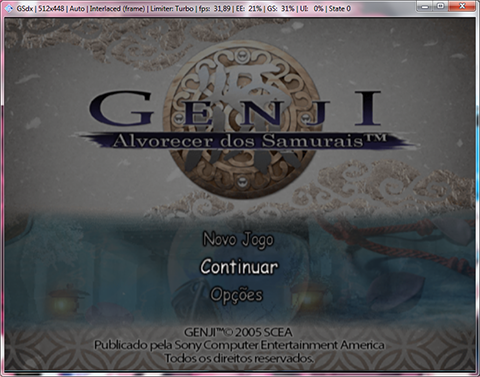 GSdx | 512x448 | Auto | Interlaced (frame) | Limiter: Turbo | fps: 31,89 | EE: 21% | GS: 31% | UI: 0% | State 0
GENJI
Alvorecer dos Samurais™
Novo Jogo
Continuar
Opções
GENJI™© 2005 SCEA
Publicado pela Sony Computer Entertainment America
Todos os direitos reservados.